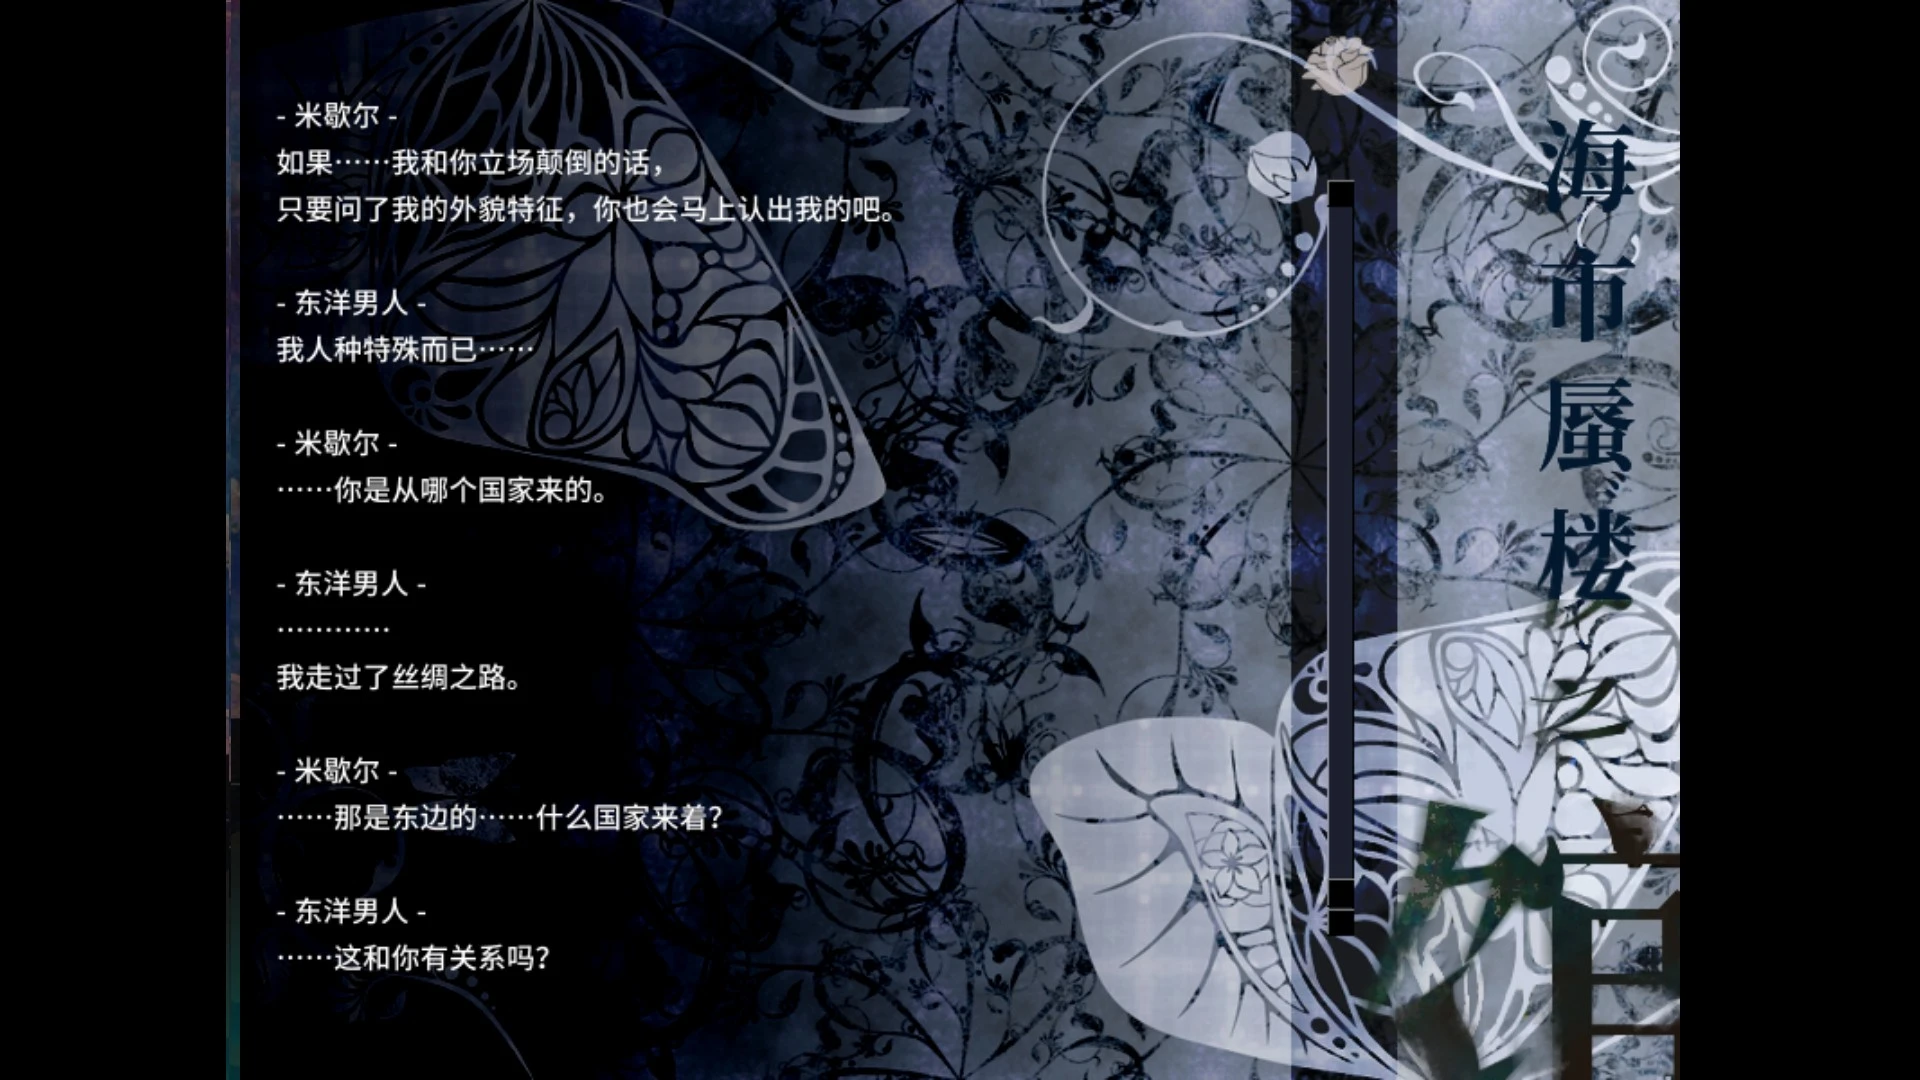 - 米歇尔 -
如果……我和你立场颠倒的话，
只要问了我的外貌特征，你也会马上认出我的吧。
- 东洋男人 -
我人种特殊而已……
- 米歇尔 -
……你是从哪个国家来的。
- 东洋男人 -
…………
我走过了丝绸之路。
- 米歇尔 -
……那是东边的……什么国家来着？
- 东洋男人 -
……这和你有关系吗？
海市蜃楼之馆